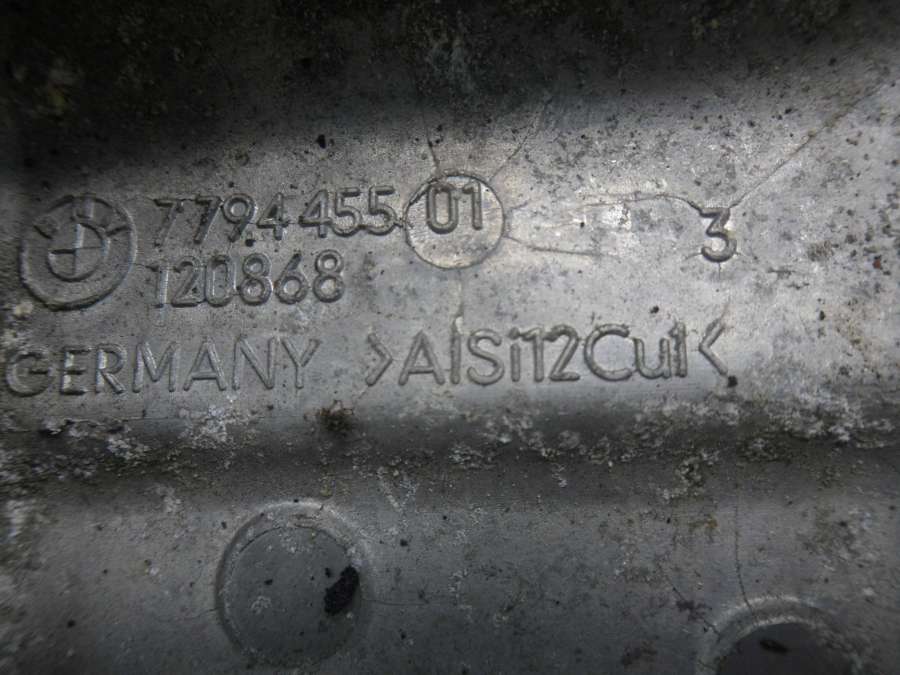 7794455 01 3
120868
GERMANY >AlSi12Cu1<